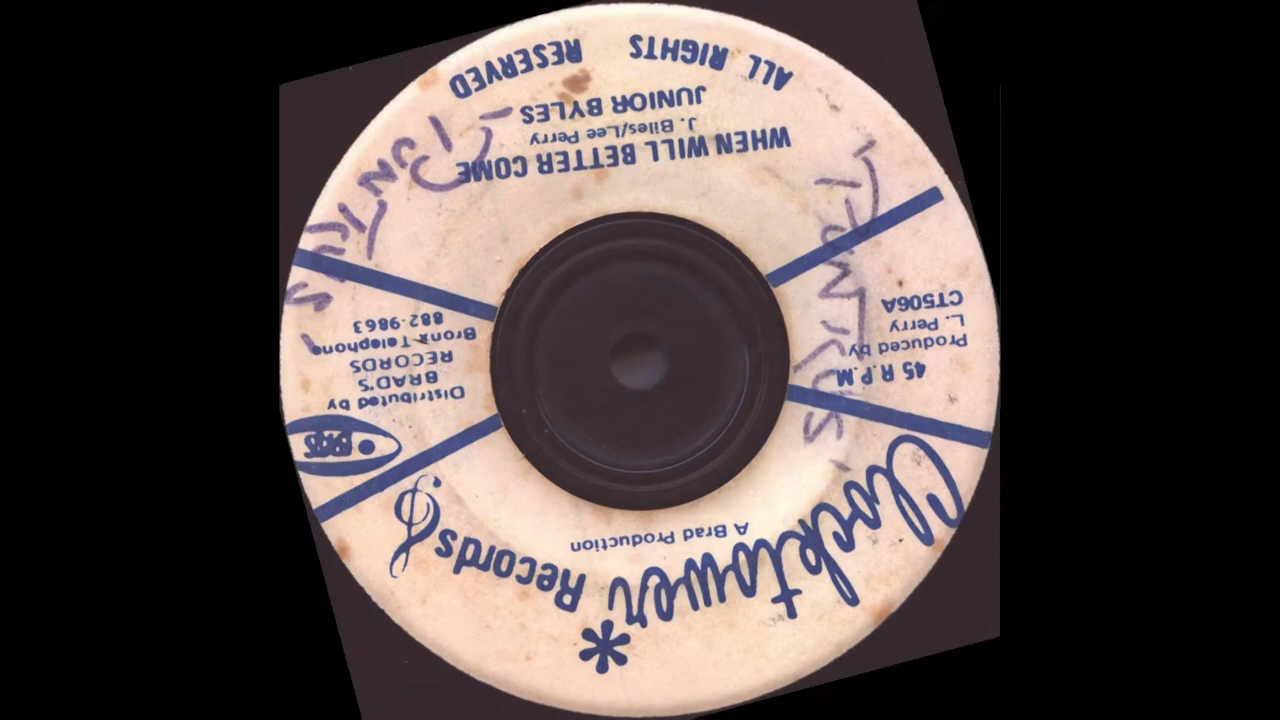 Clocktower Records
*
A Brad Production
BRAD'S
Distributed by
BRAD'S
RECORDS
Bronx Telephone
882-9863
45 R.P.M
Produced by
L. Perry
CT506A
WHEN WILL BETTER COME
J. Biles/Lee Perry
JUNIOR BYLES
ALL RIGHTS RESERVED